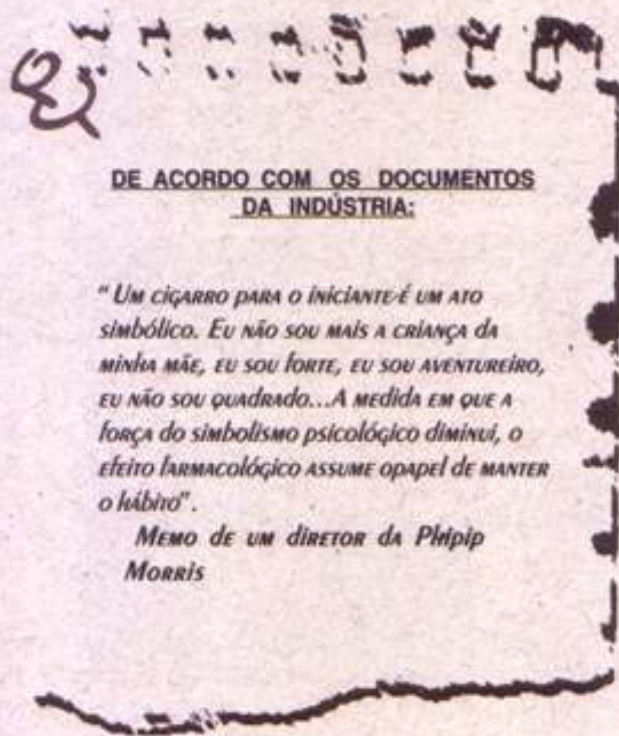 DE ACORDO COM OS DOCUMENTOS
DA INDÚSTRIA:
"UM CIGARRO PARA O INICIANTE É UM ATO
SIMBÓLICO. EU NÃO SOU MAIS A CRIANÇA DA
MINHA MÃE, EU SOU FORTE, EU SOU AVENTUREIRO,
EU NÃO SOU QUADRADO...A MEDIDA EM QUE A
FORÇA DO SIMBOLISMO PSICOLÓGICO DIMINUI, O
EFEITO FARMACOLÓGICO ASSUME OPAPEL DE MANTER
O HÁBITO".
MEMO DE UM DIRETOR DA PHIPIP
MORRIS